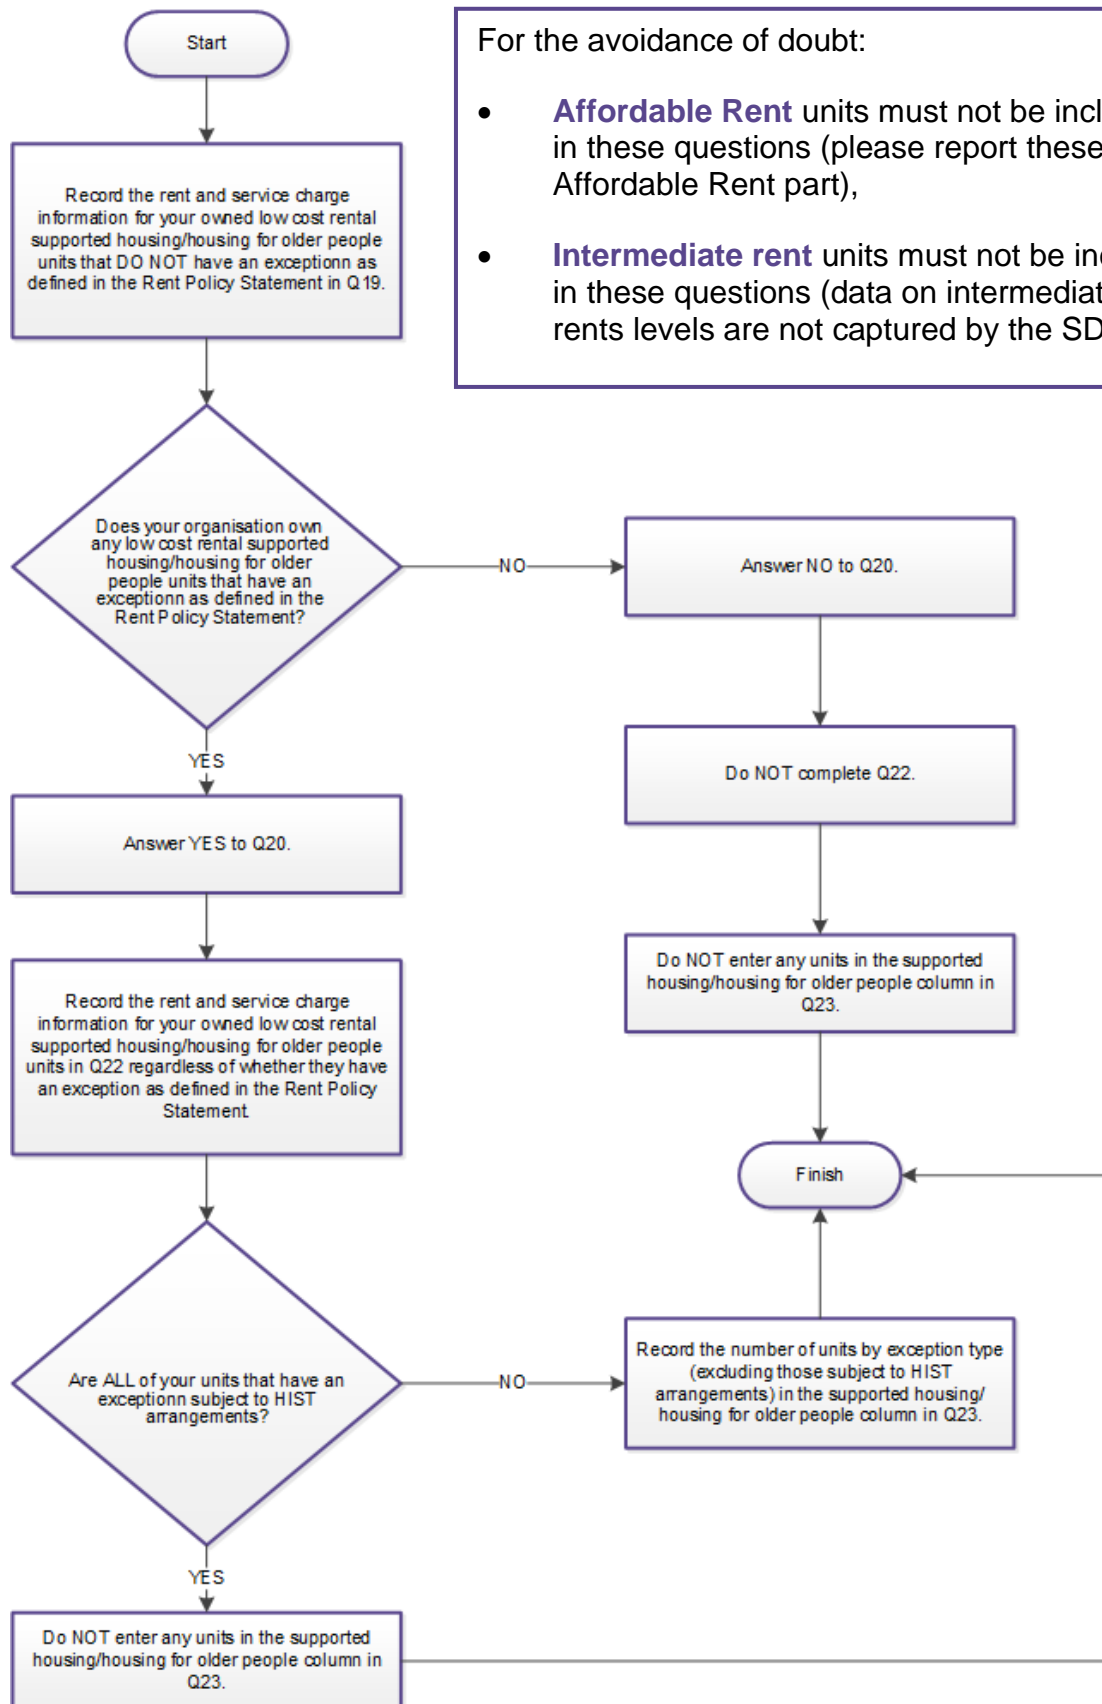 Start
For the avoidance of doubt:
• Affordable Rent units must not be incl
in these questions (please report these
Affordable Rent part),
• Intermediate rent units must not be in
in these questions (data on intermediat
rents levels are not captured by the SD
Record the rent and service charge
information for your owned low cost rental
supported housing/housing for older people
units that DO NOT have an exceptionn as
defined in the Rent Policy Statement in Q19.
Does your organisation own
any low cost rental supported
housing/housing for older
people units that have an
exceptionn as defined in the
Rent Policy Statement?
NO
Answer NO to Q20.
Do NOT complete Q22.
YES
Answer YES to Q20.
Do NOT enter any units in the supported
housing/housing for older people column in
Q23.
Record the rent and service charge
information for your owned low cost rental
supported housing/housing for older people
units in Q22 regardless of whether they have
an exception as defined in the Rent Policy
Statement.
Finish
Are ALL of your units that have an
exceptionn subject to HIST
arrangements?
NO
Record the number of units by exception type
(excluding those subject to HIST
arrangements) in the supported housing/
housing for older people column in Q23.
YES
Do NOT enter any units in the supported
housing/housing for older people column in
Q23.